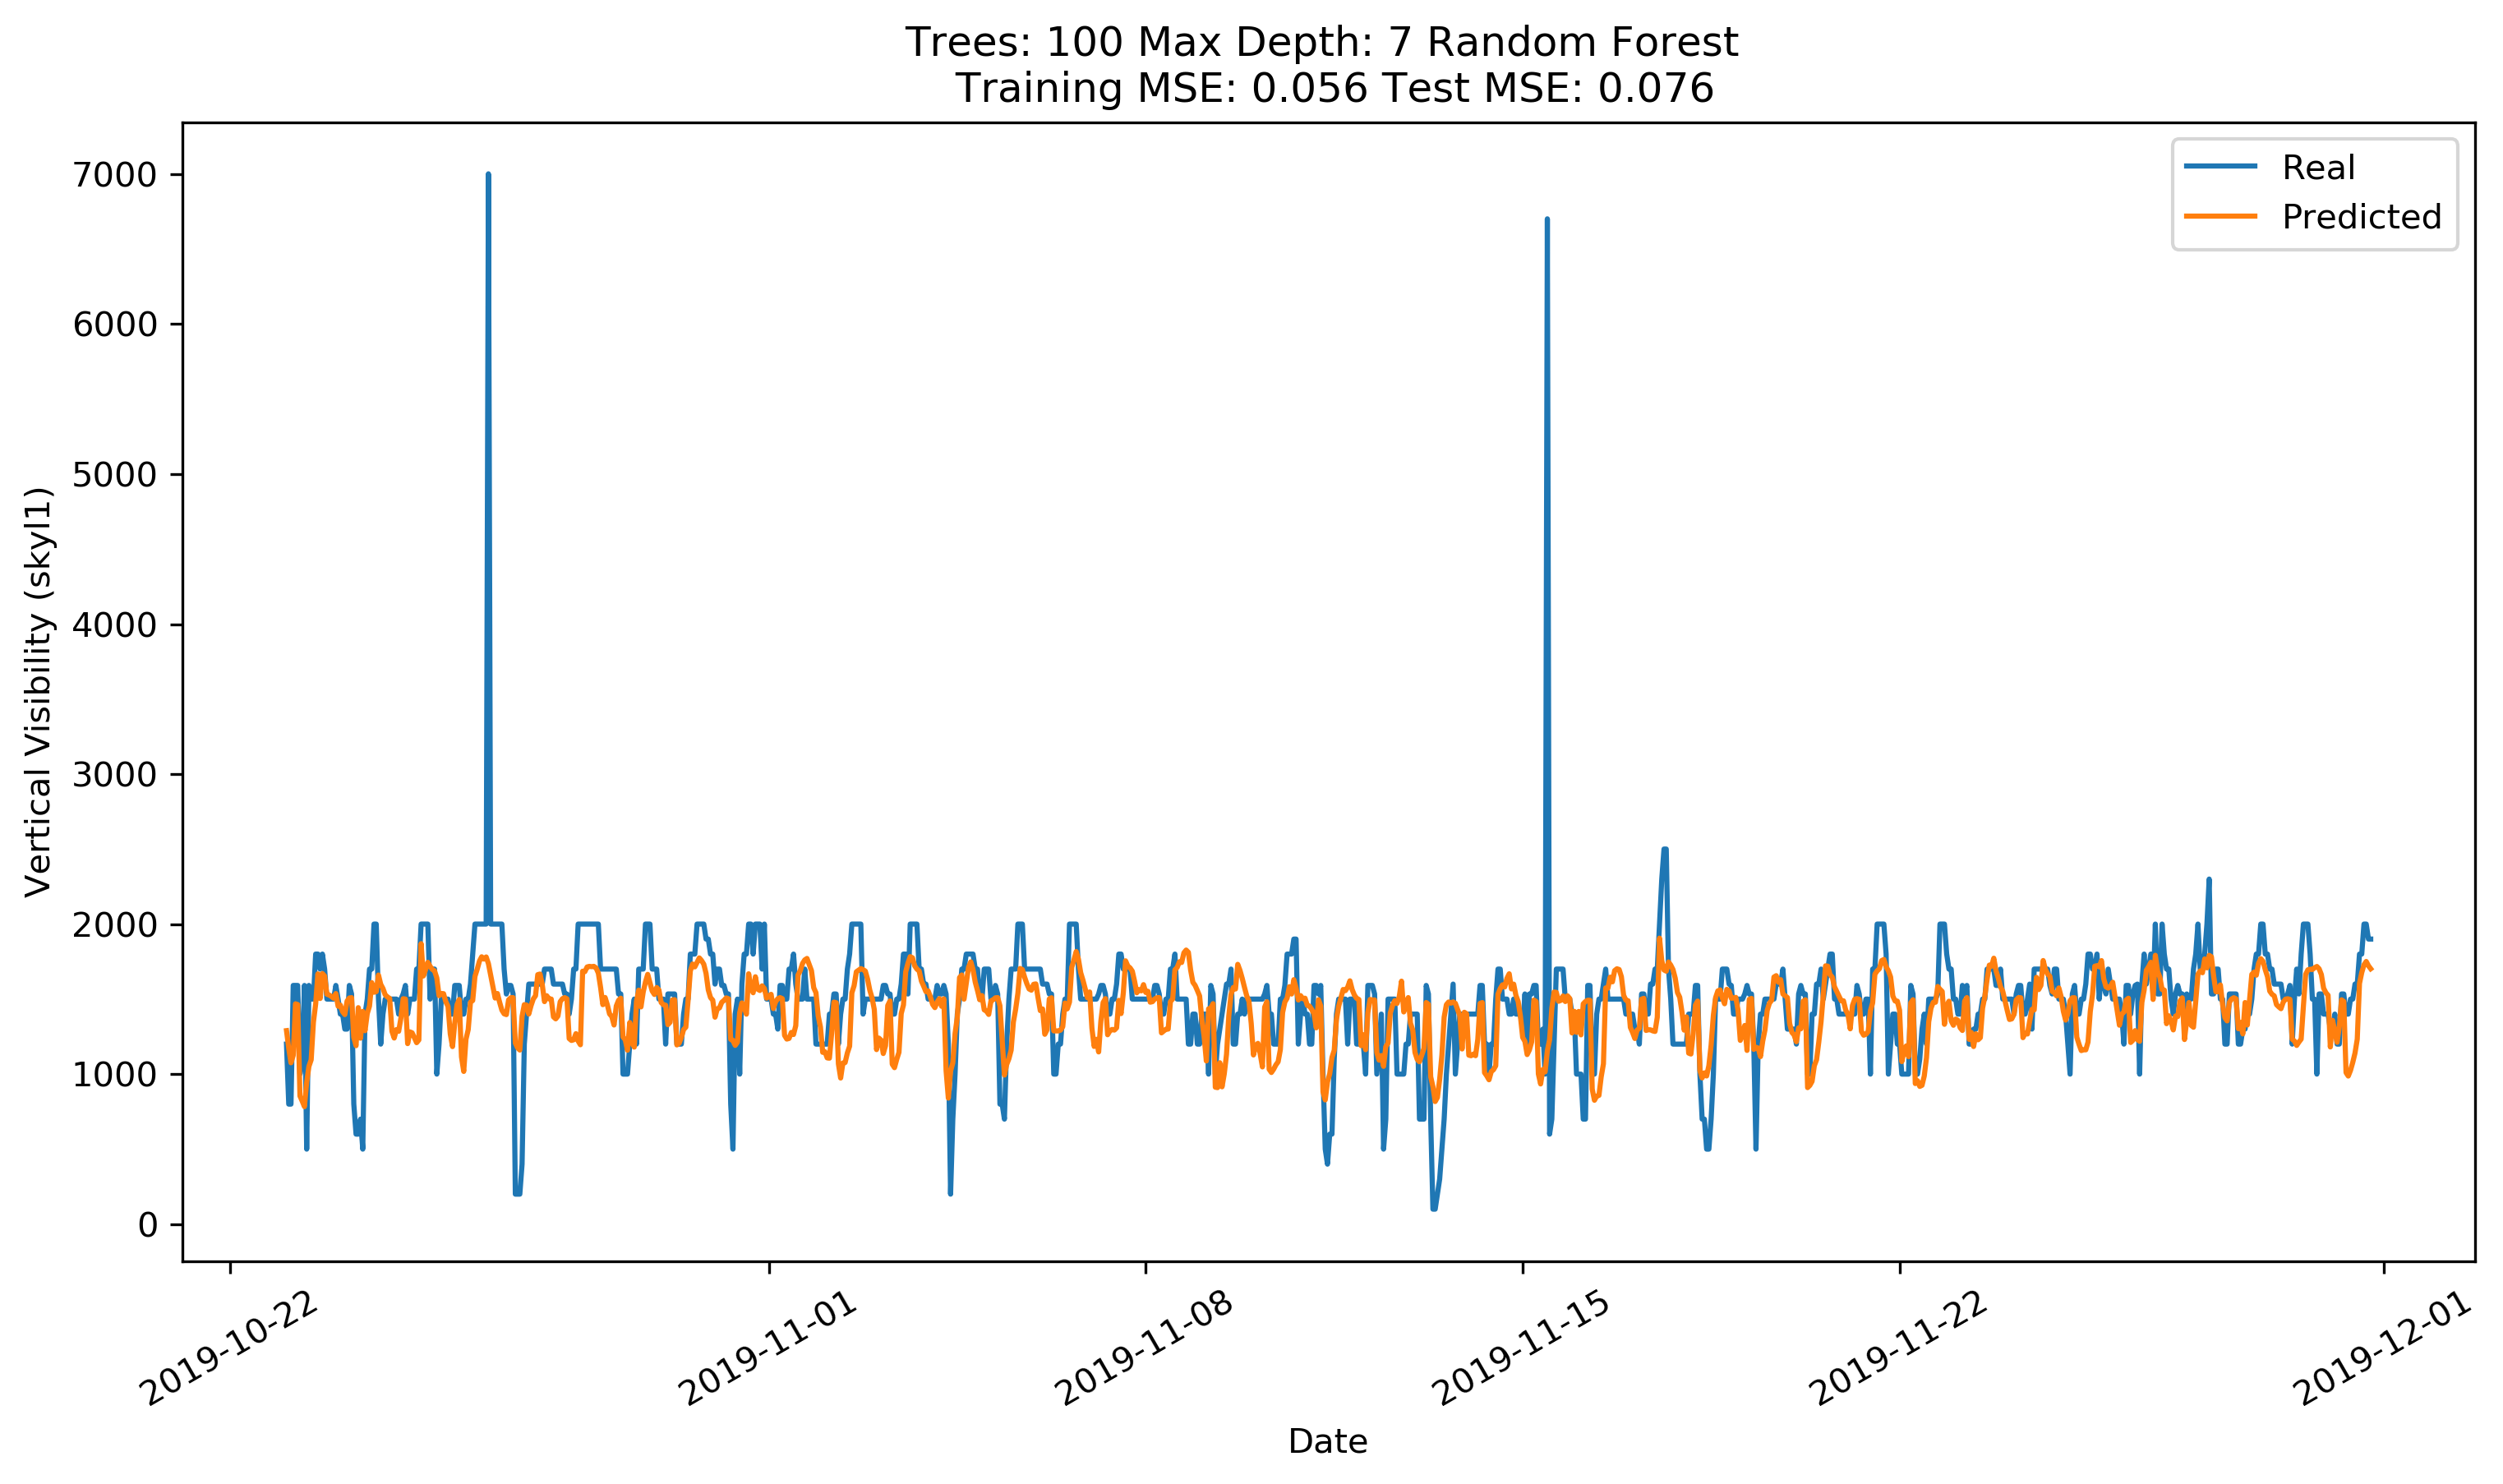 Trees: 100 Max Depth: 7 Random Forest
Training MSE: 0.056 Test MSE: 0.076
Real
Predicted
Vertical Visibility (skyl1)
7000
6000
5000
4000
3000
2000
1000
0
2019-10-22
2019-11-01
2019-11-08
2019-11-15
2019-11-22
2019-12-01
Date